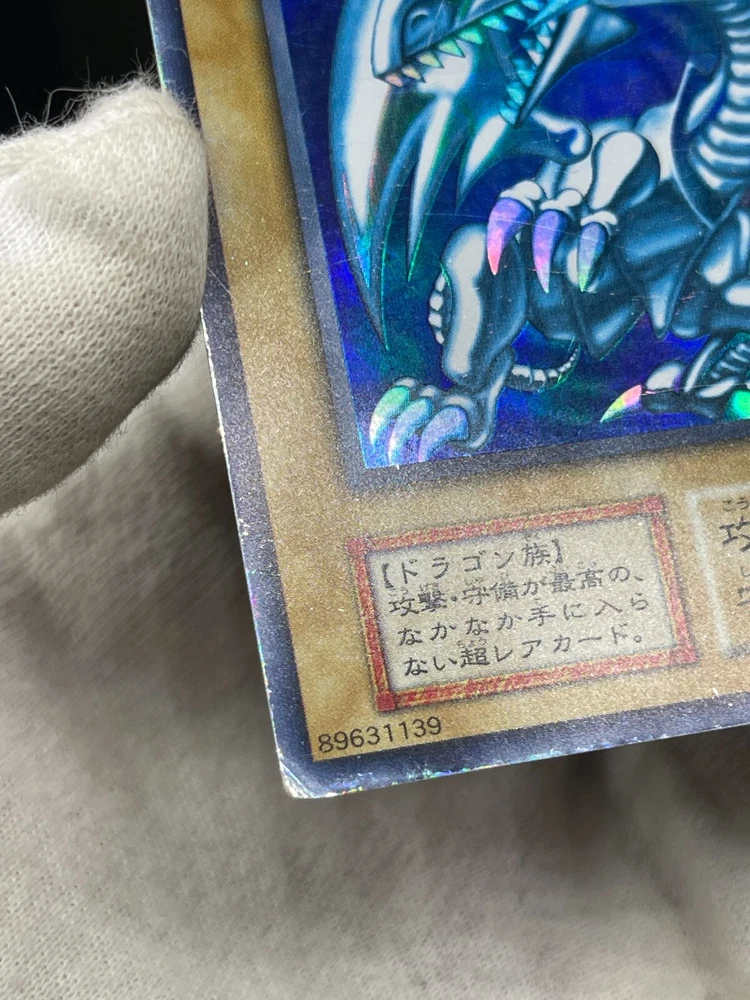 【ドラゴン族】
攻撃・守備が最高の、
なかなか手に入ら
ない超レアカード。
攻
89631139